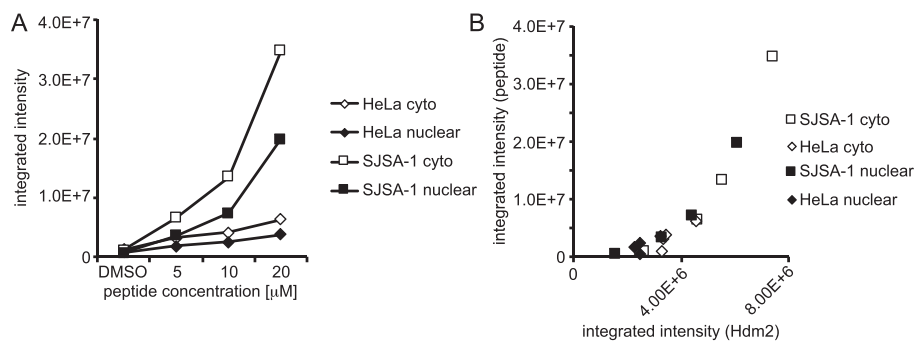 A
integrated intensity
4.0E+7
3.0E+7
2.0E+7
1.0E+7
0
DMSO 5 10 20
peptide concentration [µM]
HeLa cyto
HeLa nuclear
SJSA-1 cyto
SJSA-1 nuclear
B
integrated intensity (peptide)
4.0E+7
3.0E+7
2.0E+7
1.0E+7
0
0 4.00E+6 8.00E+6
integrated intensity (Hdm2)
SJSA-1 cyto
HeLa cyto
SJSA-1 nuclear
HeLa nuclear